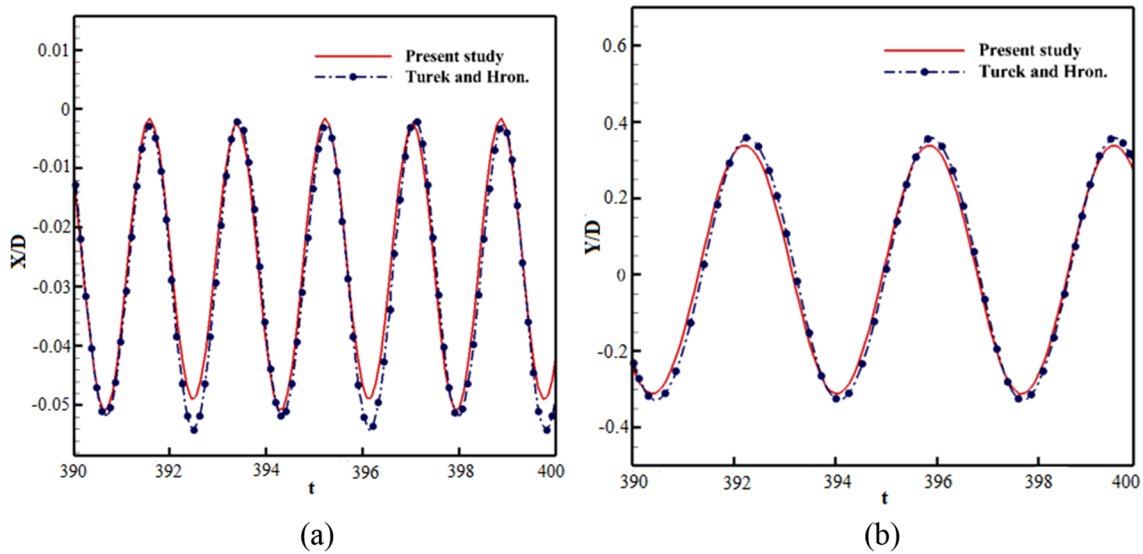 0.01
0
-0.01
-0.02
-0.03
-0.04
-0.05
X/D
390
392
394
396
398
400
t
Present study
Turek and Hron.
(a)
0.6
0.4
0.2
0
-0.2
-0.4
Y/D
390
392
394
396
398
400
t
Present study
Turek and Hron.
(b)